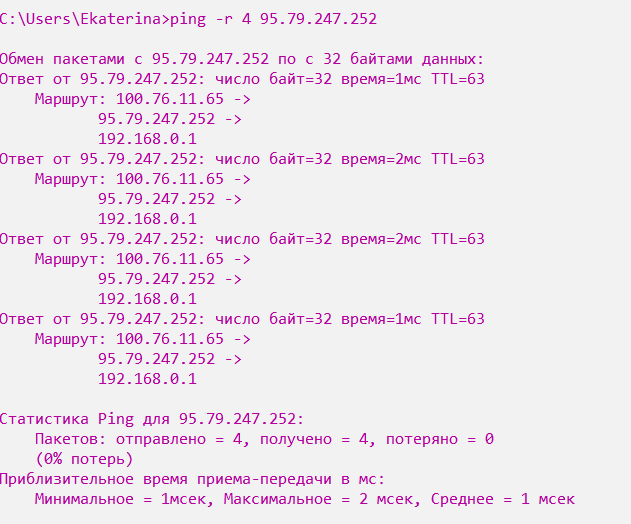 C:\Users\Ekaterina>ping -r 4 95.79.247.252
Обмен пакетами с 95.79.247.252 по с 32 байтами данных:
Ответ от 95.79.247.252: число байт=32 время=1мс TTL=63
Маршрут: 100.76.11.65 ->
95.79.247.252 ->
192.168.0.1
Ответ от 95.79.247.252: число байт=32 время=2мс TTL=63
Маршрут: 100.76.11.65 ->
95.79.247.252 ->
192.168.0.1
Ответ от 95.79.247.252: число байт=32 время=2мс TTL=63
Маршрут: 100.76.11.65 ->
95.79.247.252 ->
192.168.0.1
Ответ от 95.79.247.252: число байт=32 время=1мс TTL=63
Маршрут: 100.76.11.65 ->
95.79.247.252 ->
192.168.0.1
Статистика Ping для 95.79.247.252:
Пакетов: отправлено = 4, получено = 4, потеряно = 0
(0% потерь)
Приблизительное время приема-передачи в мс:
Минимальное = 1мсек, Максимальное = 2 мсек, Среднее = 1 мсек